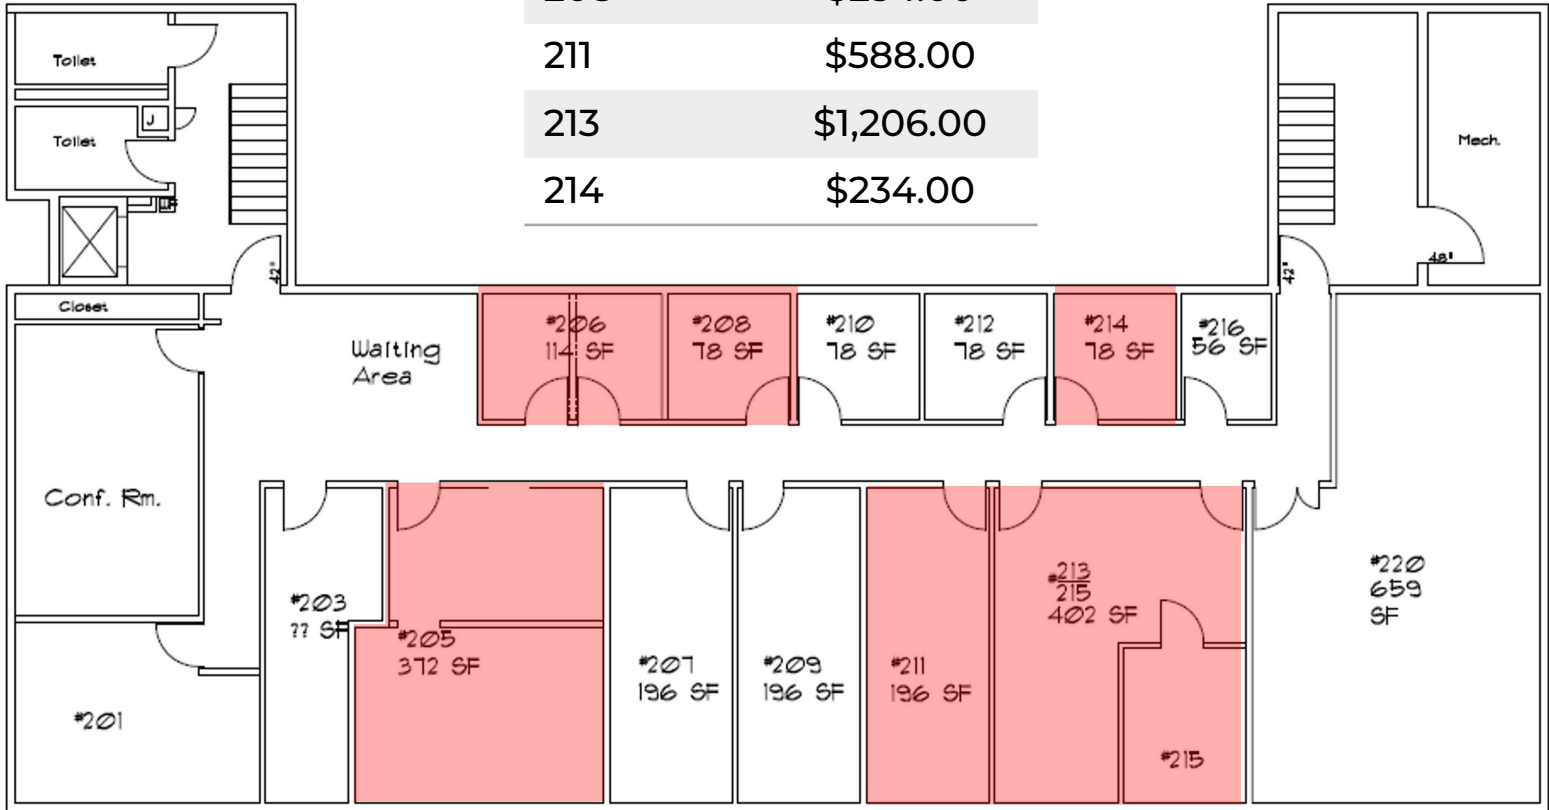 211 $588.00
213 $1,206.00
214 $234.00
Toilet
J
Toilet
Mech.
42"
42"
48"
Closet
Waiting
Area
#206
114 SF
#208
78 SF
#210
78 SF
#212
78 SF
#214
78 SF
#216
56 SF
Conf. Rm.
#203
?? SF
#205
372 SF
#207
196 SF
#209
196 SF
#211
196 SF
#213
215
402 SF
#215
#220
659
SF
#201